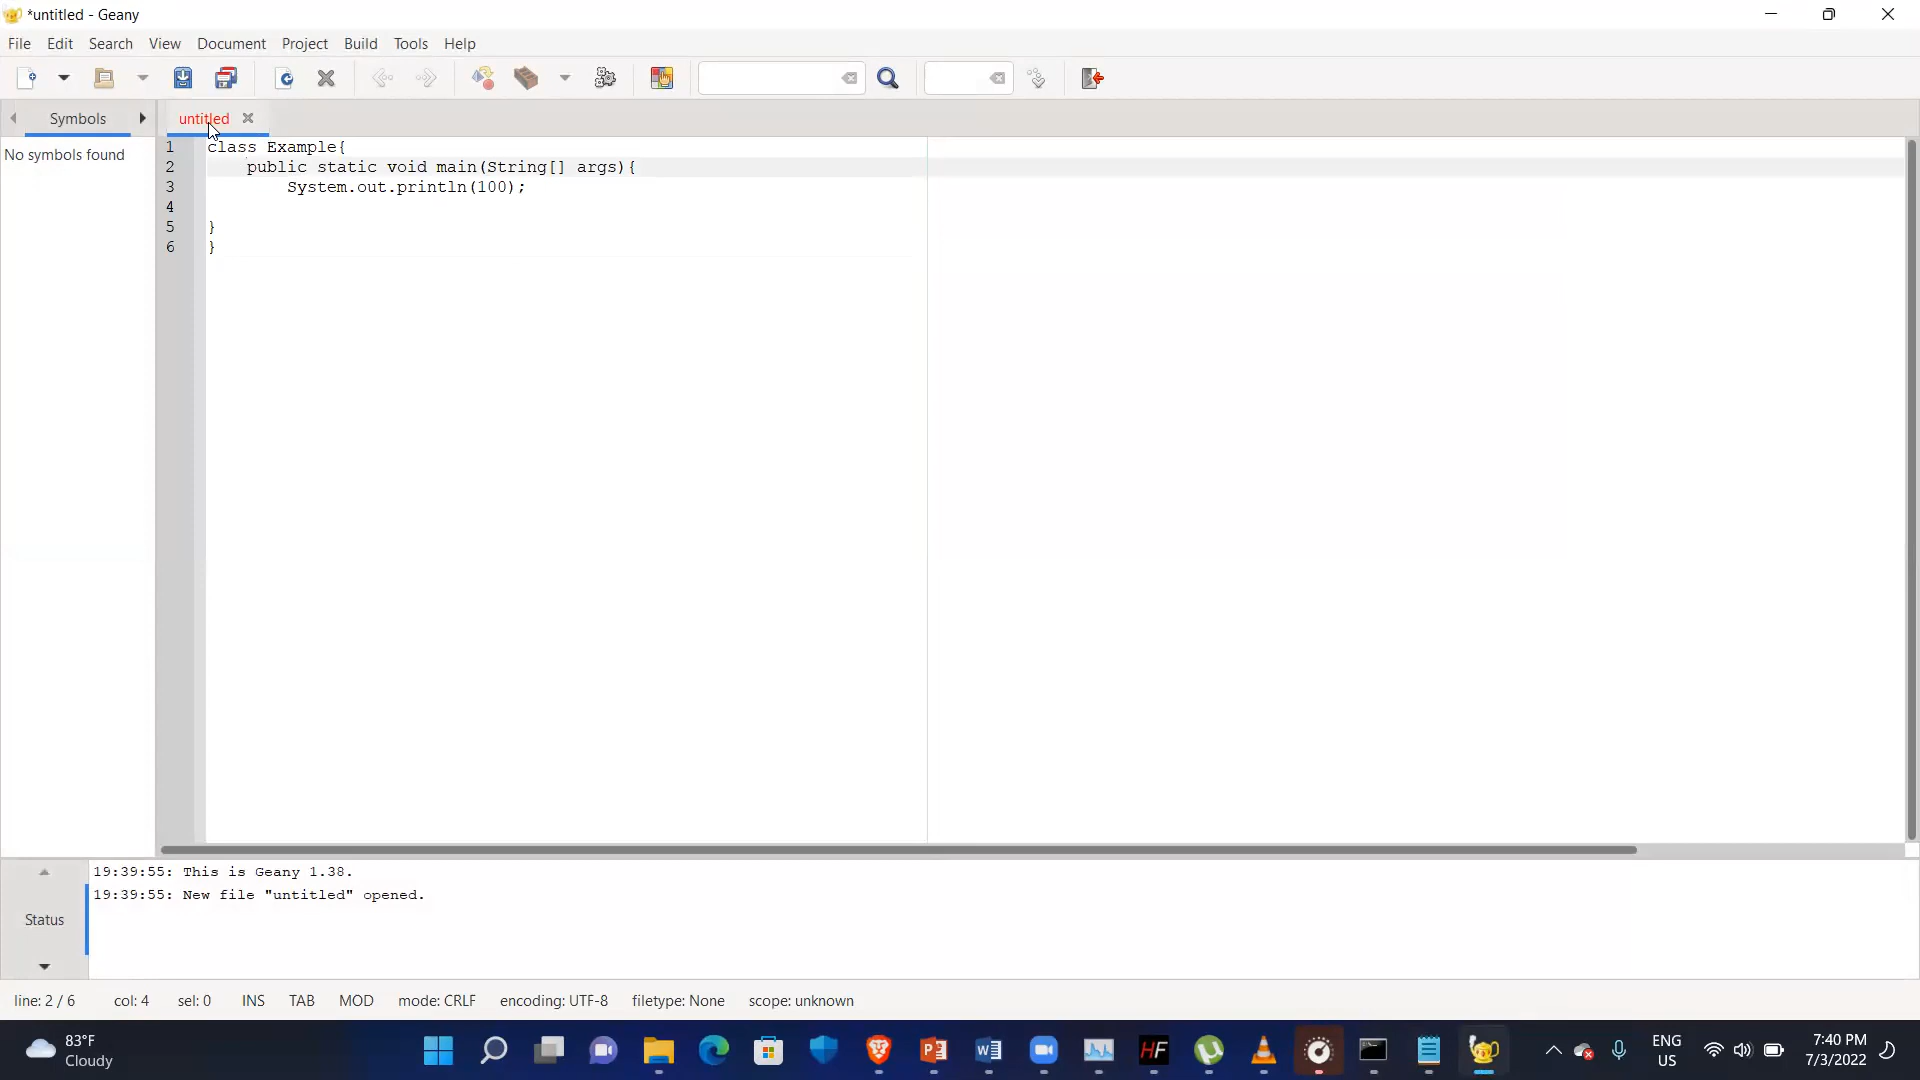 *untitled - Geany
File Edit Search View Document Project Build Tools Help
Symbols untitled
No symbols found
1 class Example{
2 public static void main(String[] args){
3 System.out.println(100);
4
5 }
6 }
19:39:55: This is Geany 1.38.
19:39:55: New file "untitled" opened.
Status
line: 2 / 6 col: 4 sel: 0 INS TAB MOD mode: CRLF encoding: UTF-8 filetype: None scope: unknown
83°F
Cloudy
ENG
US
7:40 PM
7/3/2022